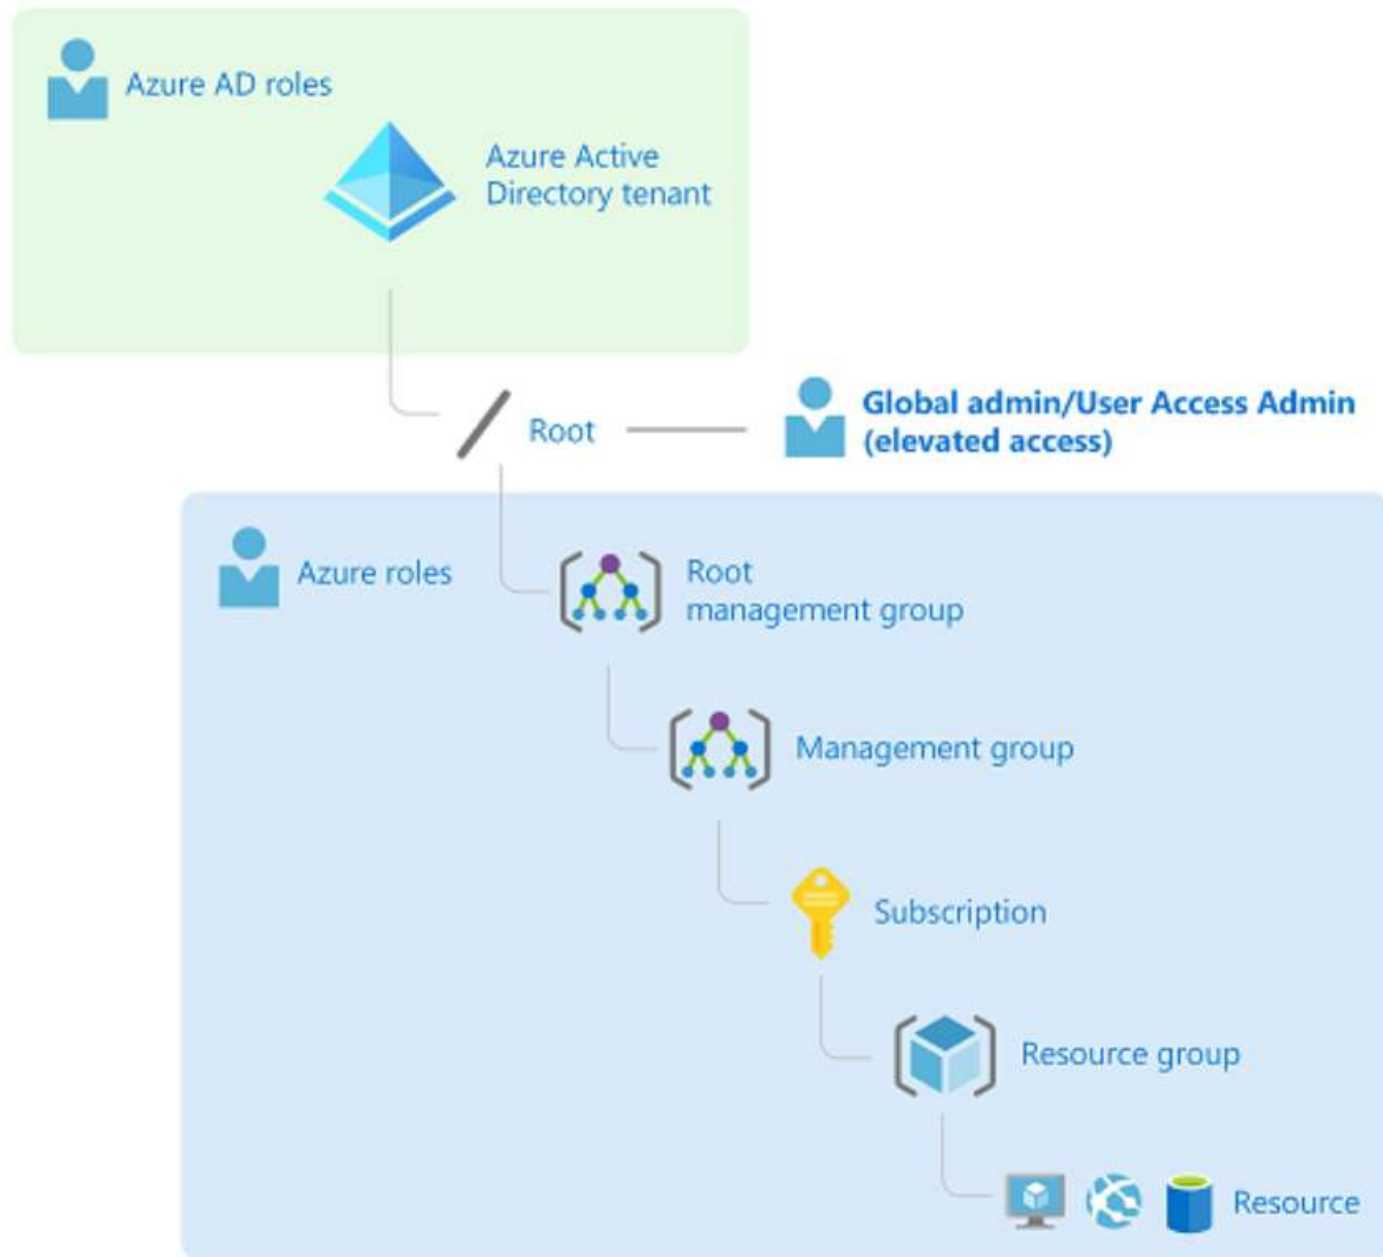 Azure AD roles
Azure Active
Directory tenant
Root
Global admin/User Access Admin
(elevated access)
Azure roles
Root
management group
Management group
Subscription
Resource group
Resource